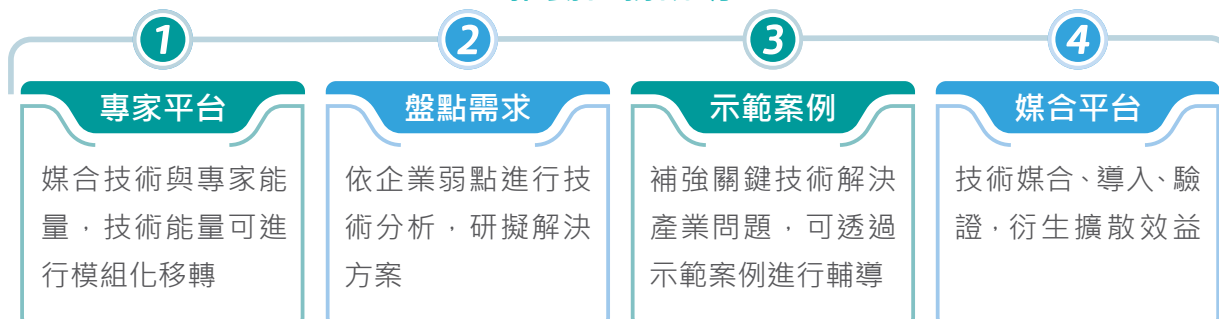 1
專家平台
媒合技術與專家能
量，技術能量可進
行模組化移轉
2
盤點需求
依企業弱點進行技
術分析，研擬解決
方案
3
示範案例
補強關鍵技術解決
產業問題，可透過
示範案例進行輔導
4
媒合平台
技術媒合、導入、驗
證，衍生擴散效益